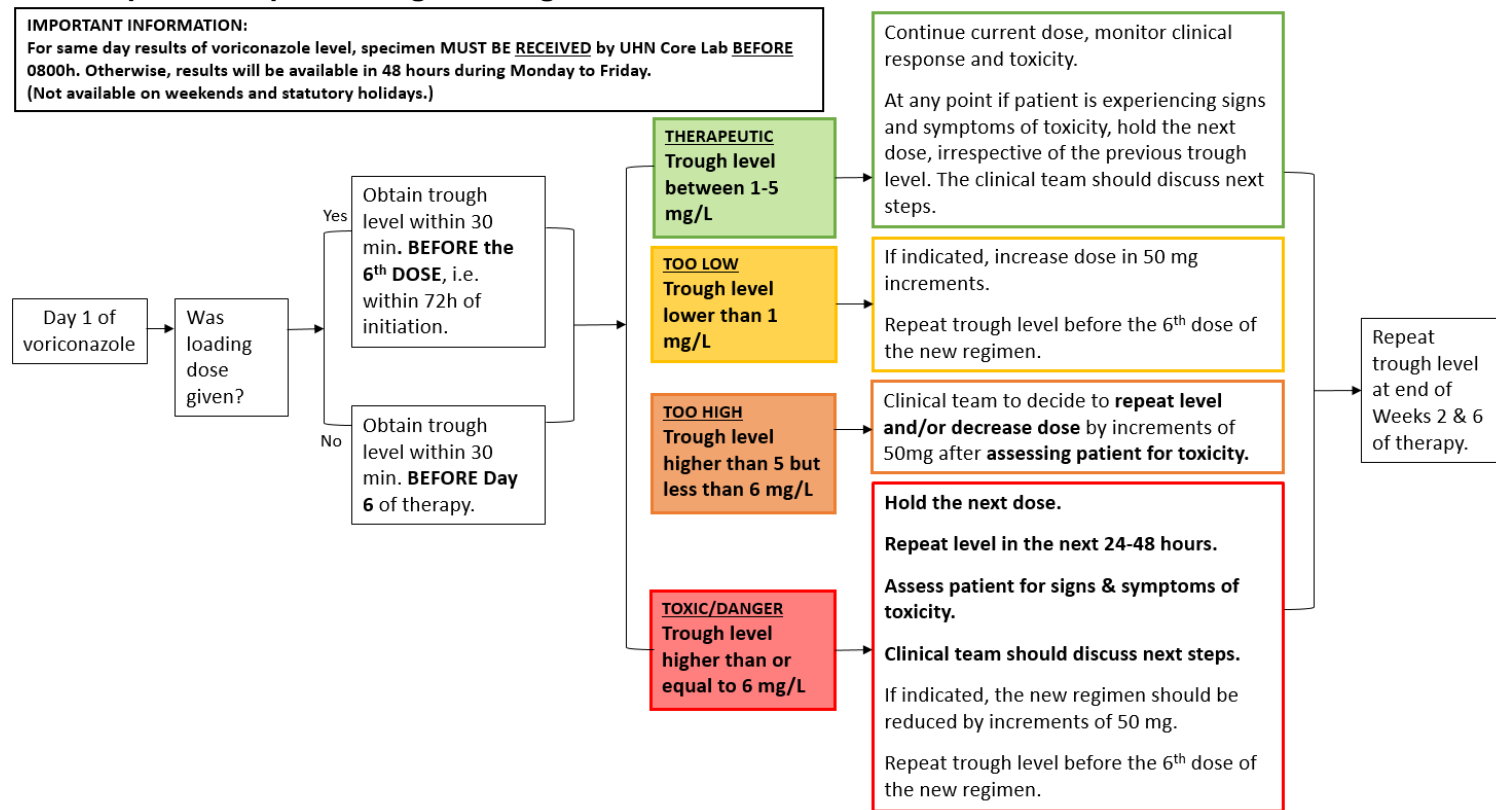 IMPORTANT INFORMATION:
For same day results of voriconazole level, specimen MUST BE RECEIVED by UHN Core Lab BEFORE
0800h. Otherwise, results will be available in 48 hours during Monday to Friday.
(Not available on weekends and statutory holidays.)
Day 1 of
voriconazole
Was
loading
dose
given?
Yes
Obtain trough
level within 30
min. BEFORE the
6th DOSE, i.e.
within 72h of
initiation.
No
Obtain trough
level within 30
min. BEFORE Day
6 of therapy.
THERAPEUTIC
Trough level
between 1-5
mg/L
Continue current dose, monitor clinical
response and toxicity.
At any point if patient is experiencing signs
and symptoms of toxicity, hold the next
dose, irrespective of the previous trough
level. The clinical team should discuss next
steps.
TOO LOW
Trough level
lower than 1
mg/L
If indicated, increase dose in 50 mg
increments.
Repeat trough level before the 6th dose of
the new regimen.
TOO HIGH
Trough level
higher than 5 but
less than 6 mg/L
Clinical team to decide to repeat level
and/or decrease dose by increments of
50mg after assessing patient for toxicity.
TOXIC/DANGER
Trough level
higher than or
equal to 6 mg/L
Hold the next dose.
Repeat level in the next 24-48 hours.
Assess patient for signs & symptoms of
toxicity.
Clinical team should discuss next steps.
If indicated, the new regimen should be
reduced by increments of 50 mg.
Repeat trough level before the 6th dose of
the new regimen.
Repeat
trough level
at end of
Weeks 2 & 6
of therapy.